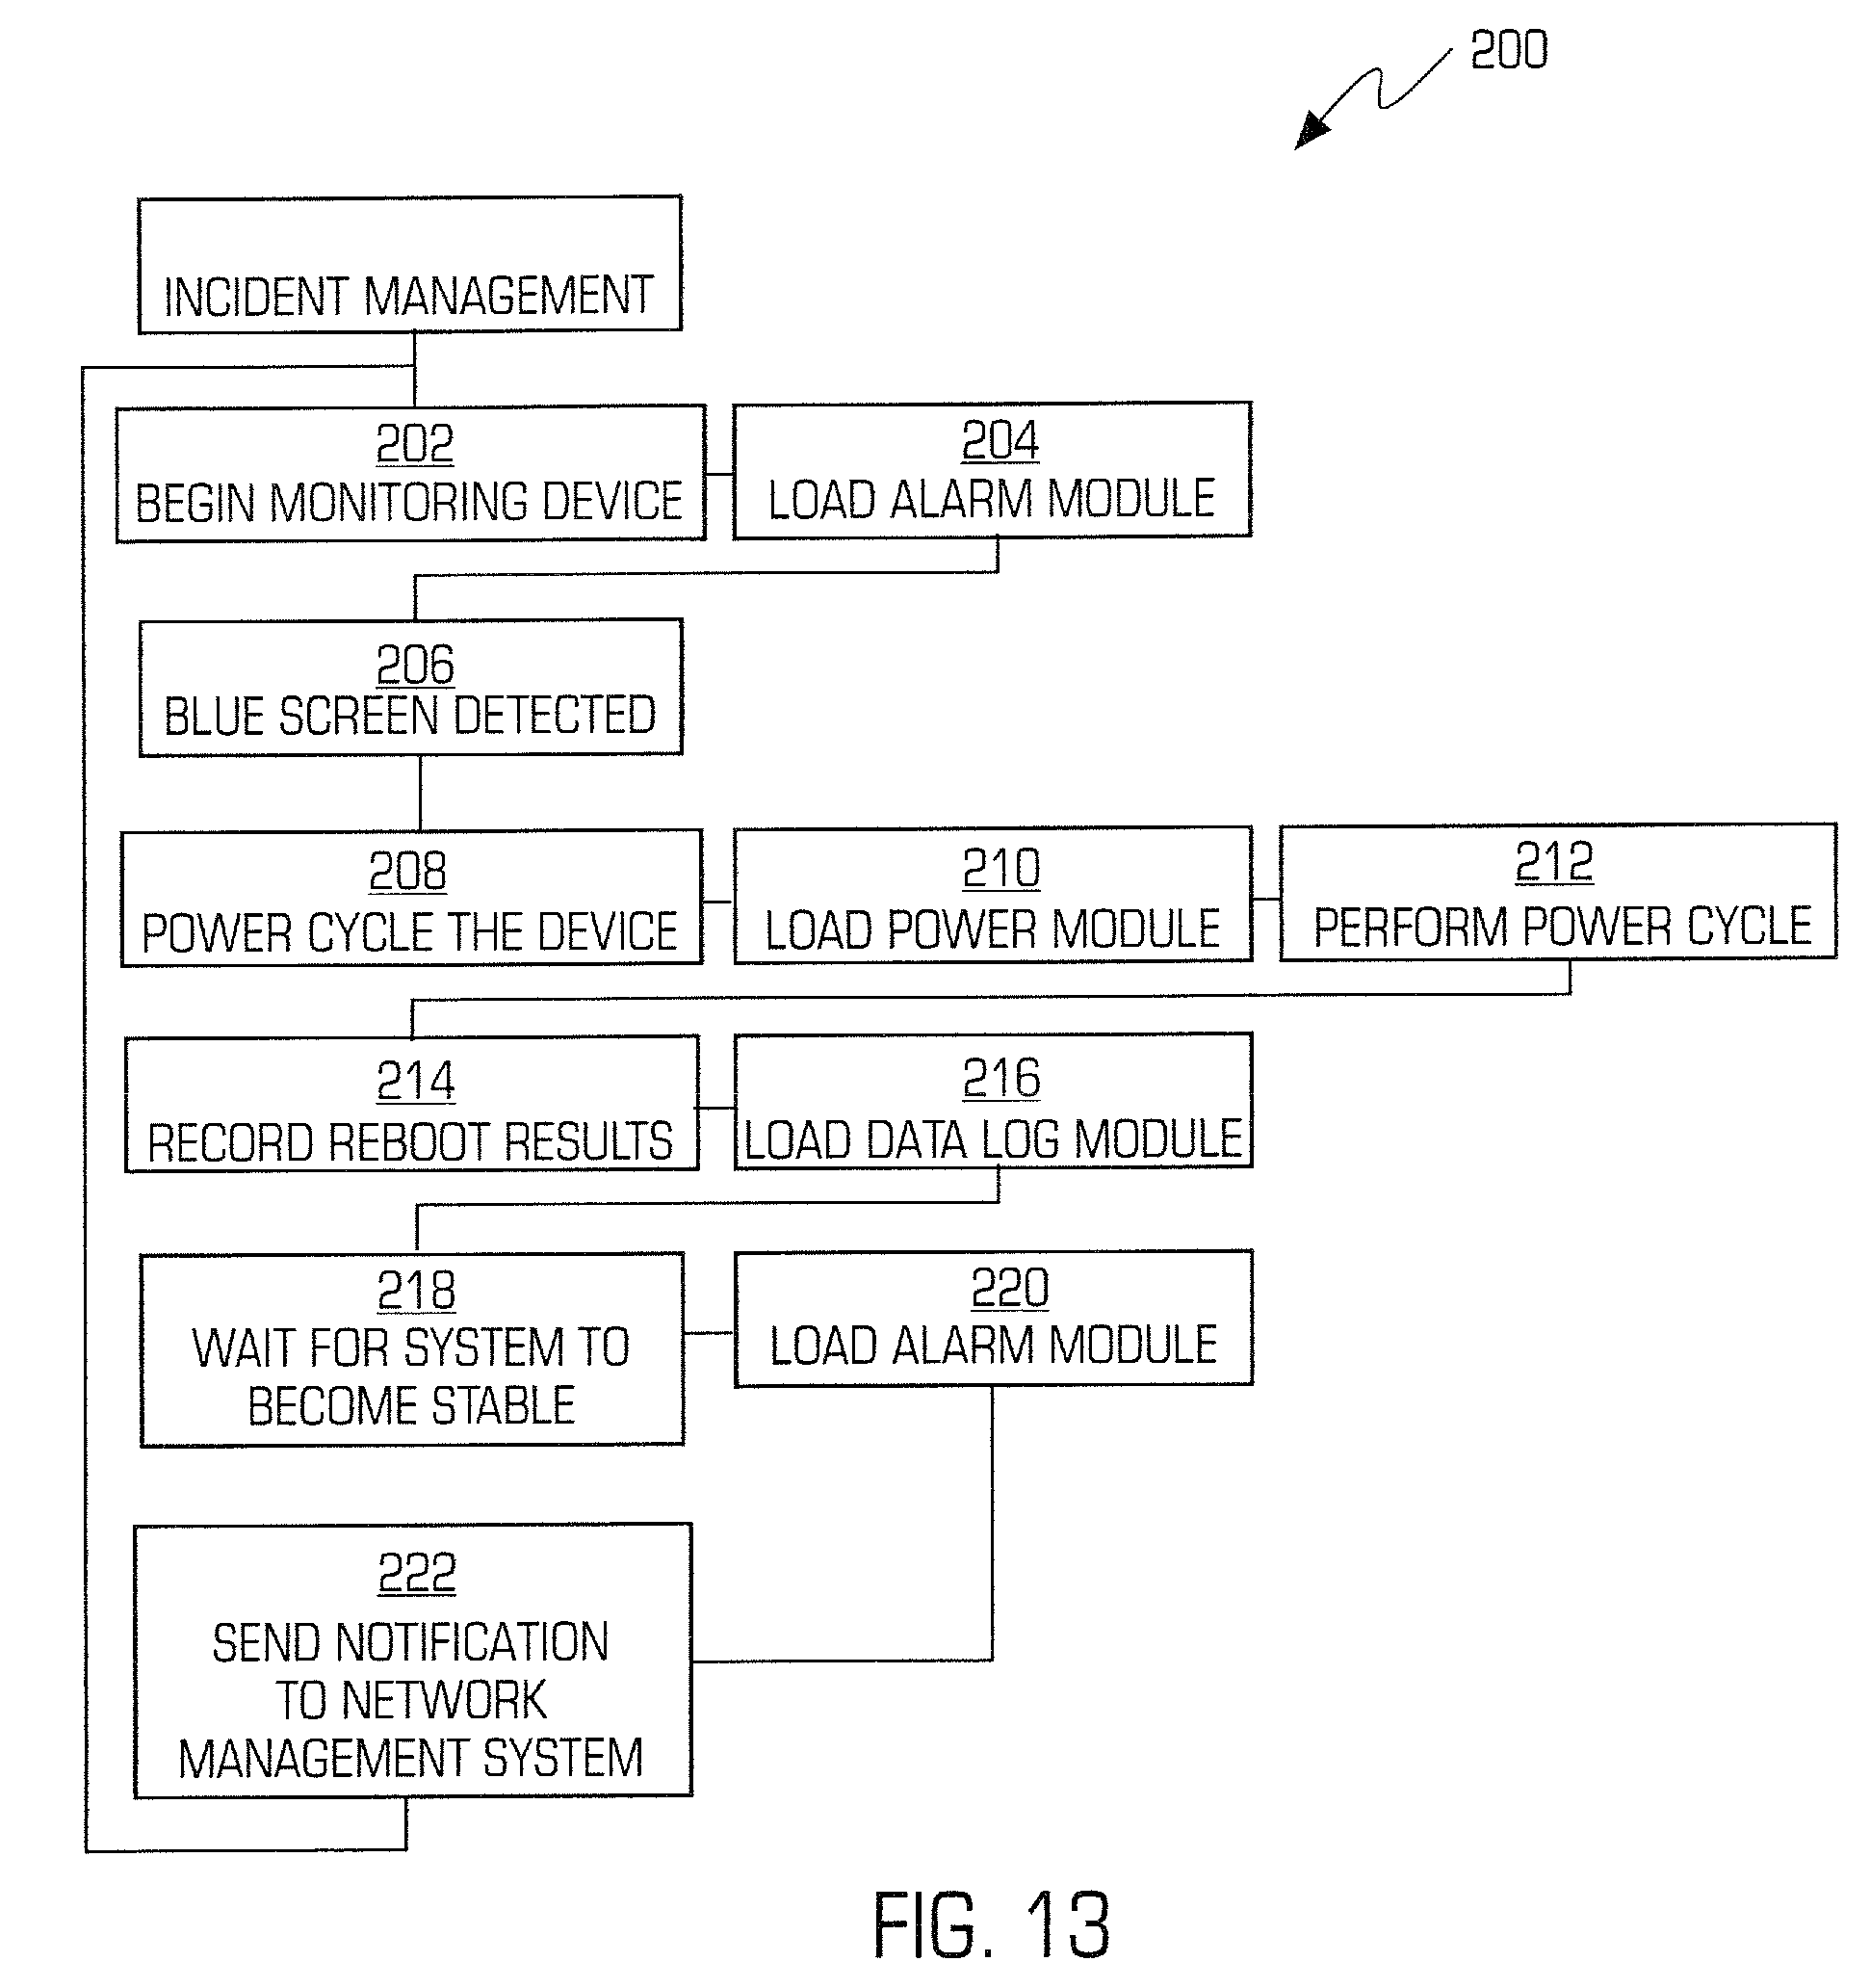 200
INCIDENT MANAGEMENT
202
BEGIN MONITORING DEVICE
204
LOAD ALARM MODULE
206
BLUE SCREEN DETECTED
208
POWER CYCLE THE DEVICE
210
LOAD POWER MODULE
212
PERFORM POWER CYCLE
214
RECORD REBOOT RESULTS
216
LOAD DATA LOG MODULE
218
WAIT FOR SYSTEM TO
BECOME STABLE
220
LOAD ALARM MODULE
222
SEND NOTIFICATION
TO NETWORK
MANAGEMENT SYSTEM
FIG. 13